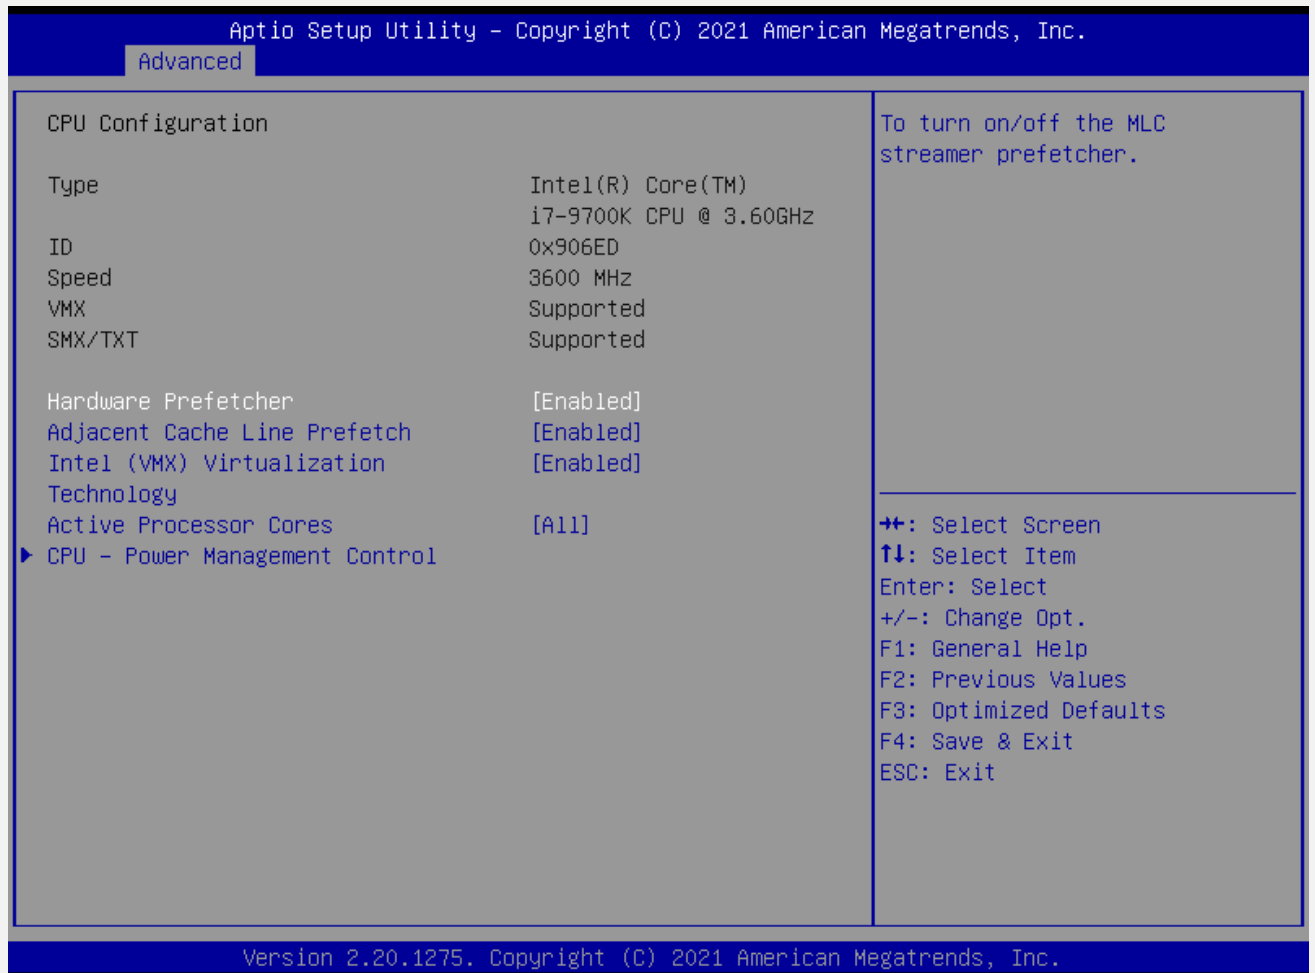 Aptio Setup Utility – Copyright (C) 2021 American Megatrends, Inc.
Advanced
CPU Configuration
Type Intel(R) Core(TM)
i7-9700K CPU @ 3.60GHz
ID 0x906ED
Speed 3600 MHz
VMX Supported
SMX/TXT Supported
Hardware Prefetcher [Enabled]
Adjacent Cache Line Prefetch [Enabled]
Intel (VMX) Virtualization [Enabled]
Technology
Active Processor Cores [All]
▶ CPU – Power Management Control
To turn on/off the MLC
streamer prefetcher.
→←: Select Screen
↑↓: Select Item
Enter: Select
+/-: Change Opt.
F1: General Help
F2: Previous Values
F3: Optimized Defaults
F4: Save & Exit
ESC: Exit
Version 2.20.1275. Copyright (C) 2021 American Megatrends, Inc.